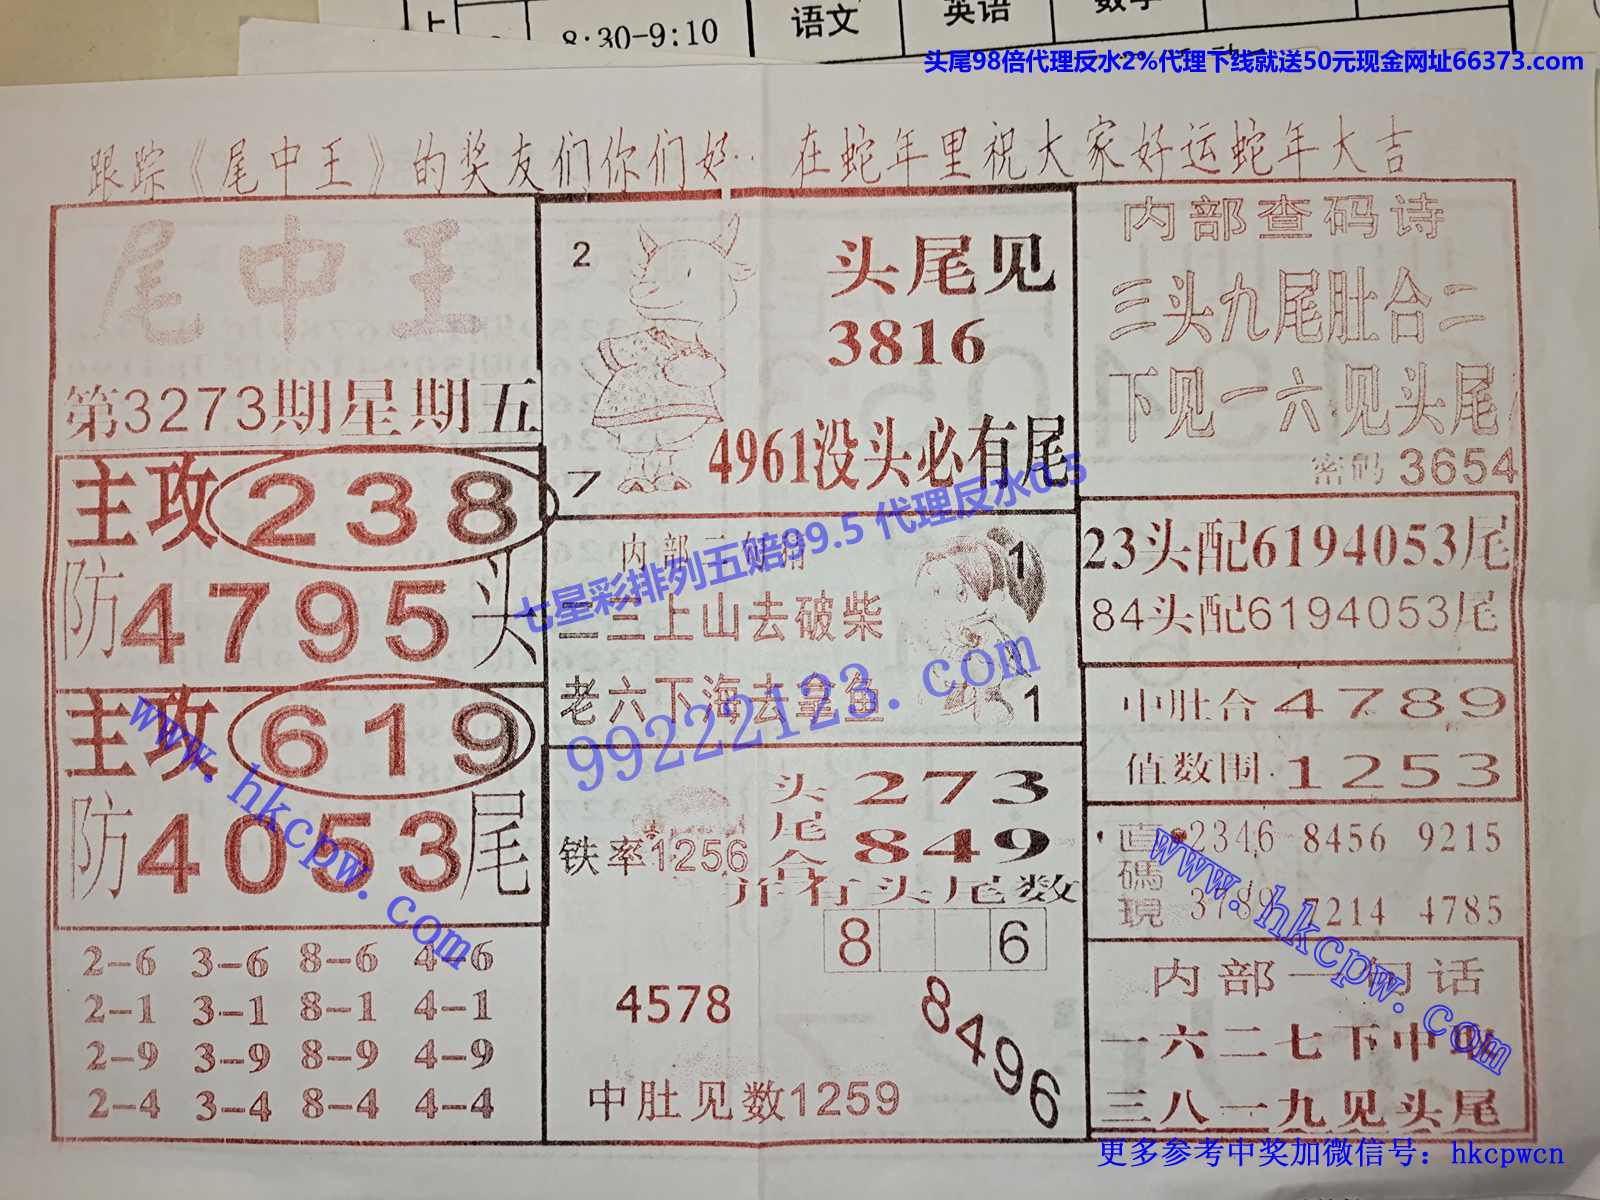 语文 英语
8:30-9:10
头尾98倍代理反水2%代理下线就送50元现金网址66373.com
跟踪《尾中王》的奖友们你们好.. 在蛇年里祝大家好运蛇年大吉
尾中王
第3273期星期五
主攻238
防4795头
主攻619
防4053尾
2-6 3-6 8-6 4-6
2-1 3-1 8-1 4-1
2-9 3-9 8-9 4-9
2-4 3-4 8-4 4-4
2
头尾见
3816
4961没头必有尾
7
内部二
1
三上山去破柴
老六下海去拿鱼
1
七星彩排列五赔99.5 代理反水0.5
99222123.com
头 273
尾 849
合
铁率1256
并有头尾数
8 6
4578
8496
中肚见数1259
内部查码诗
三头九尾肚合二
下见一六见头尾
密码3654
23头配6194053尾
84头配6194053尾
中肚合4789
值数围.1253
直碼現
2346 8456 9215
3789 7214 4785
内部一句话
一六二七下中
三八一九见头尾
www.hkcpw.com
www.hkcpw.com
更多参考中奖加微信号：hkcpwcn